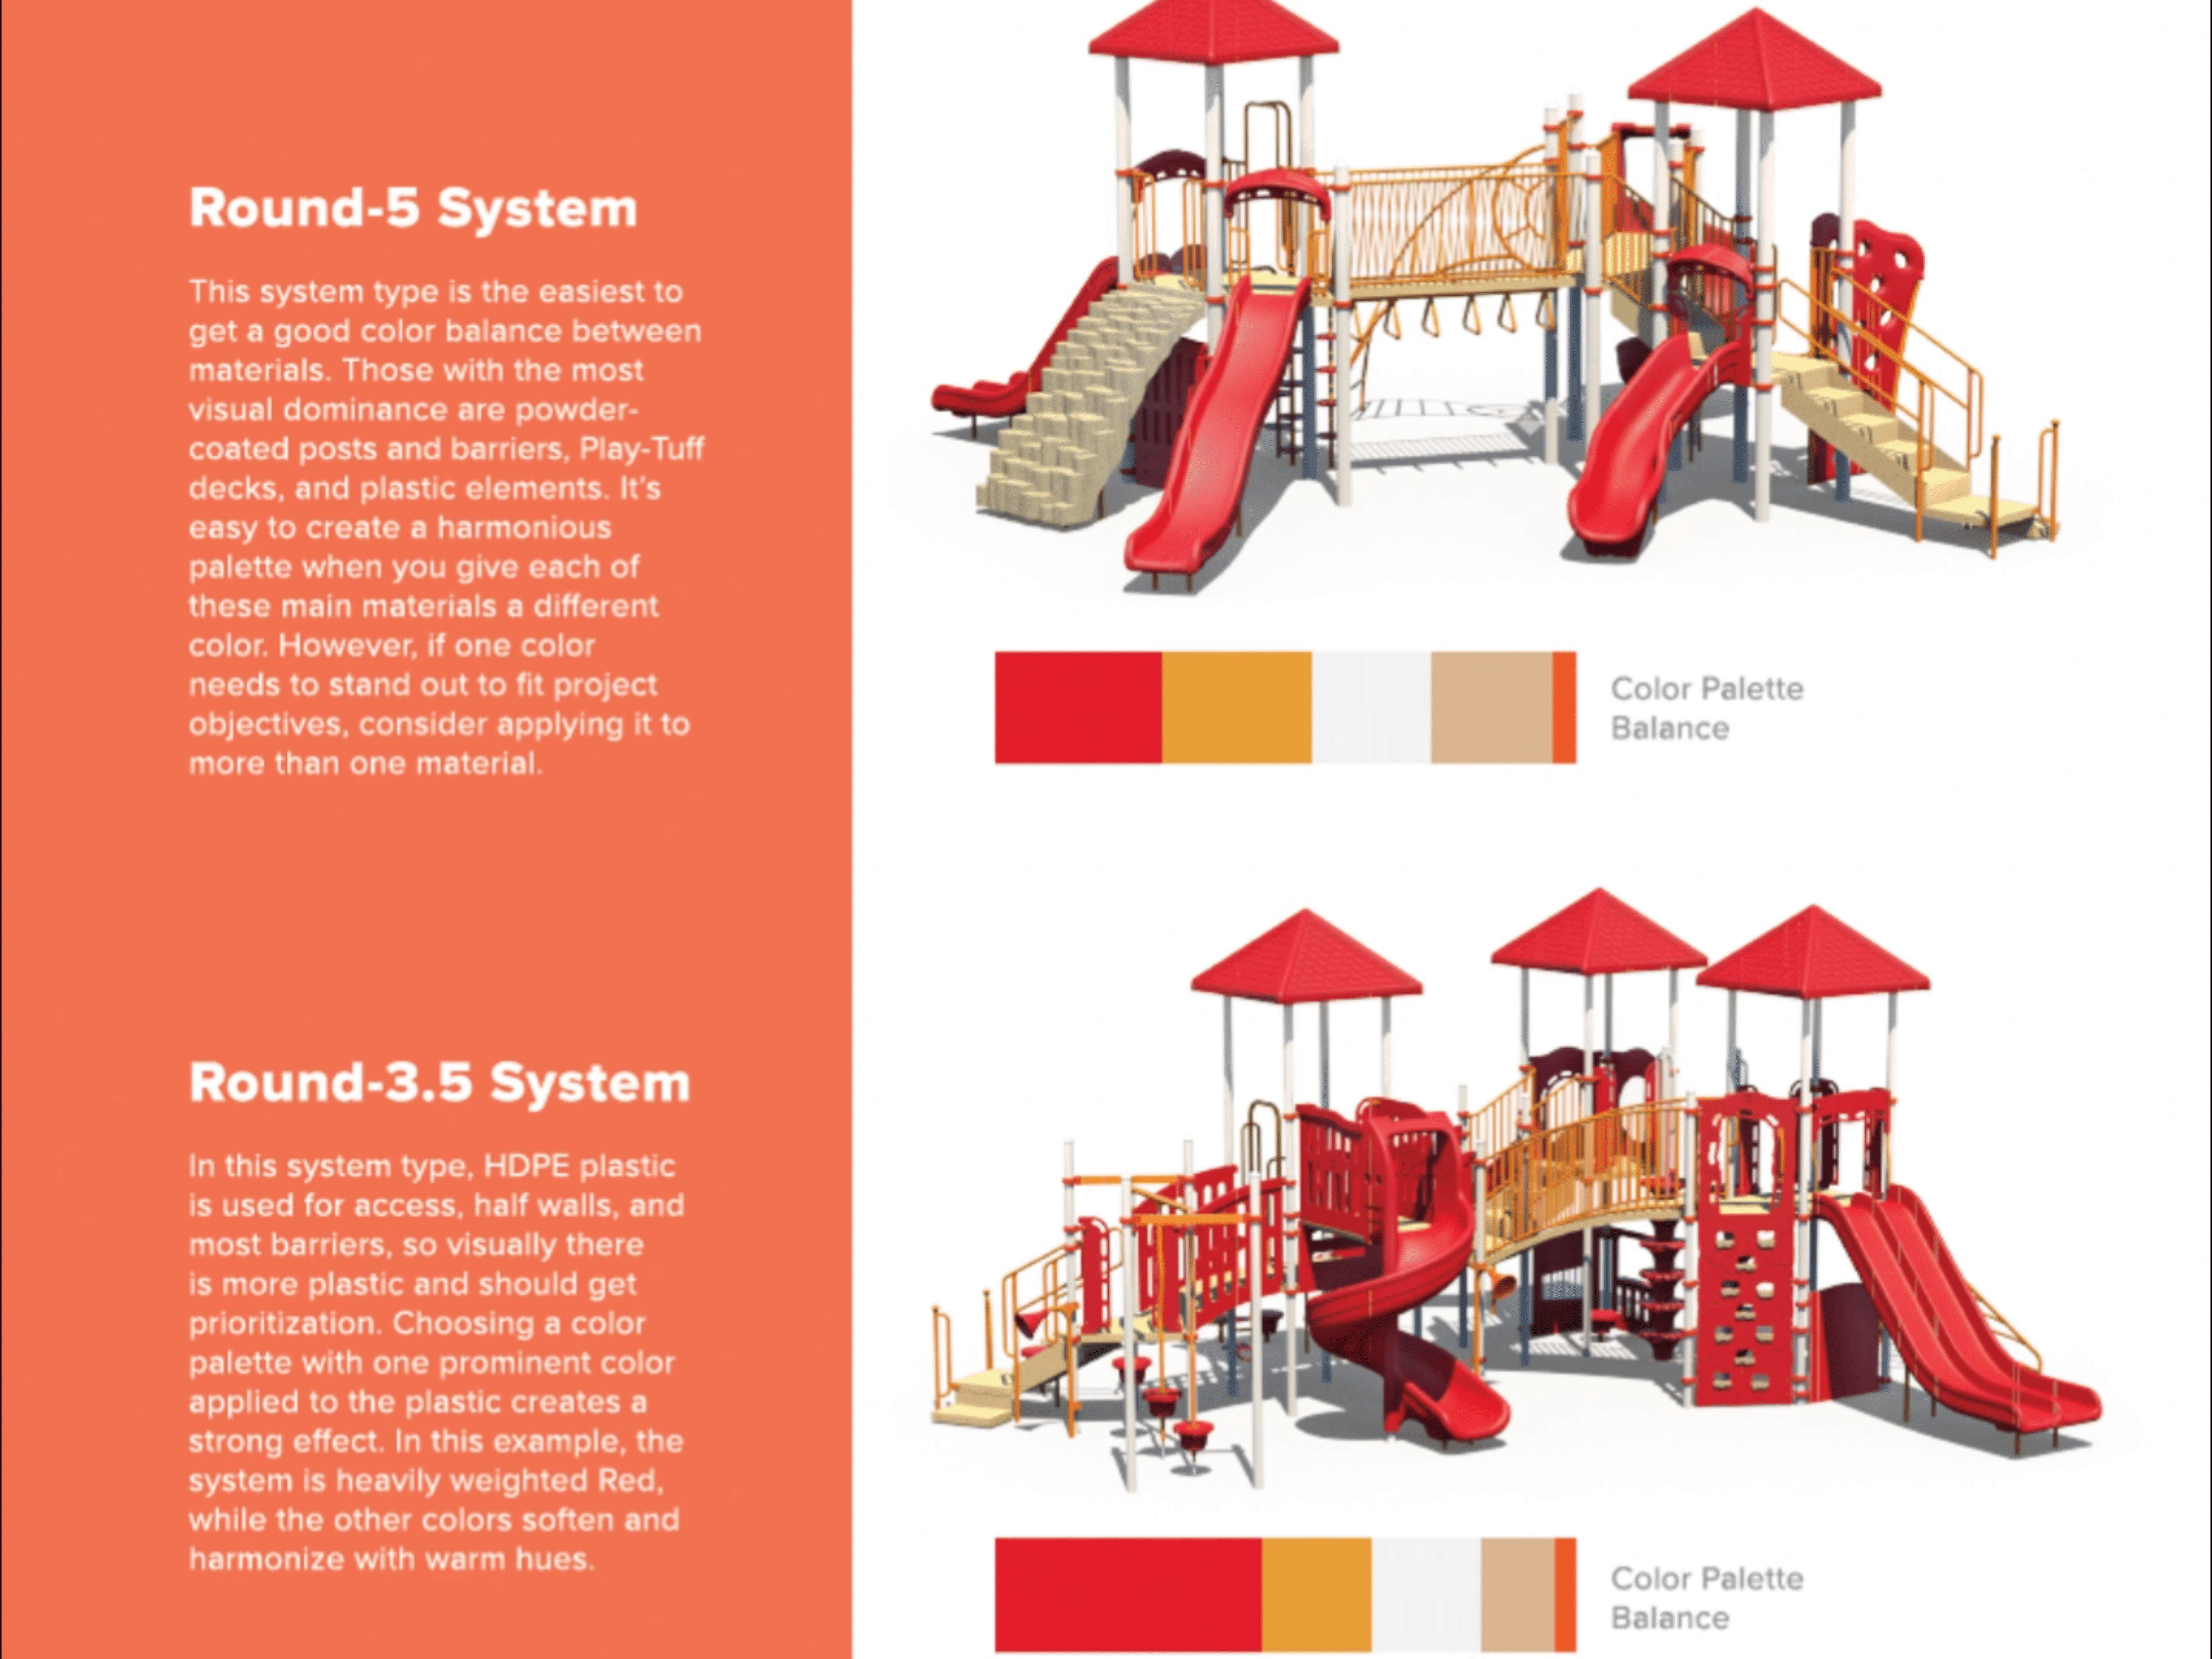 Round-5 System
This system type is the easiest to
get a good color balance between
materials. Those with the most
visual dominance are powder-
coated posts and barriers, Play-Tuff
decks, and plastic elements. It's
easy to create a harmonious
palette when you give each of
these main materials a different
color. However, if one color
needs to stand out to fit project
objectives, consider applying it to
more than one material.
Color Palette
Balance
Round-3.5 System
In this system type, HDPE plastic
is used for access, half walls, and
most barriers, so visually there
is more plastic and should get
prioritization. Choosing a color
palette with one prominent color
applied to the plastic creates a
strong effect. In this example, the
system is heavily weighted Red,
while the other colors soften and
harmonize with warm hues.
Color Palette
Balance